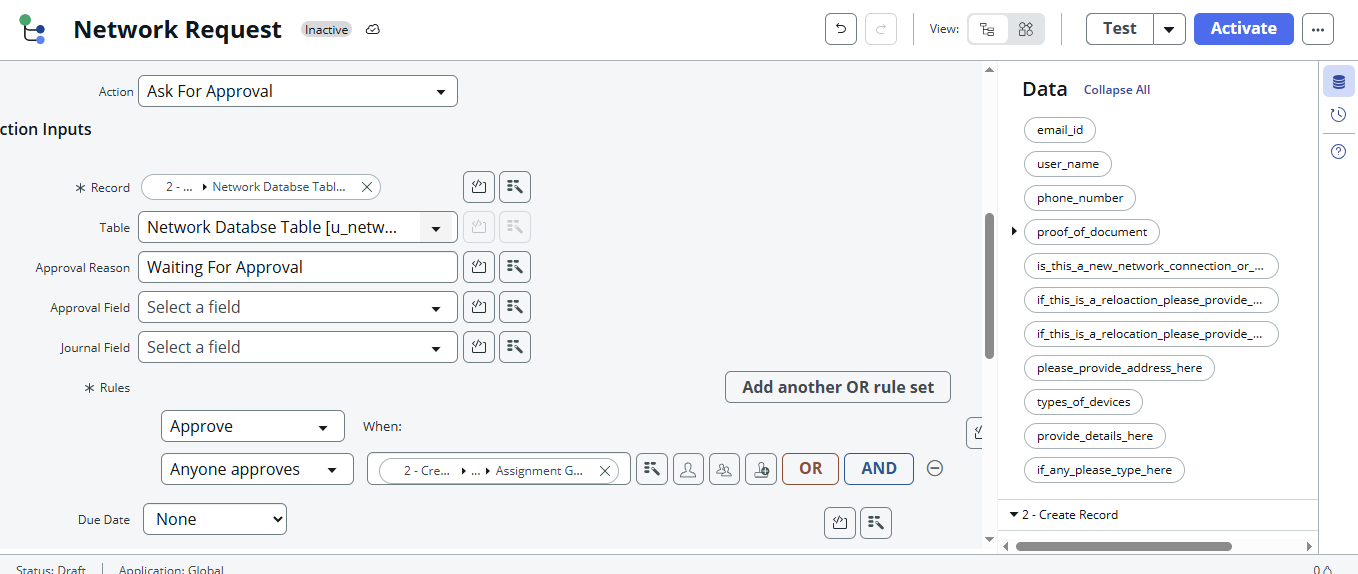 Network Request Inactive View: Test Activate
Action Ask For Approval
ction Inputs
Record 2 - ... Network Databse Tabl...
Table Network Databse Table [u_netw...
Approval Reason Waiting For Approval
Approval Field Select a field
Journal Field Select a field
Rules Add another OR rule set
Approve When:
Anyone approves 2 - Cre... ... Assignment G... OR AND
Due Date None
Data Collapse All
email_id
user_name
phone_number
proof_of_document
is_this_a_new_network_connection_or_...
if_this_is_a_reloaction_please_provide_...
if_this_is_a_relocation_please_provide_...
please_provide_address_here
types_of_devices
provide_details_here
if_any_please_type_here
2 - Create Record
Status: Draft | Application: Global 0